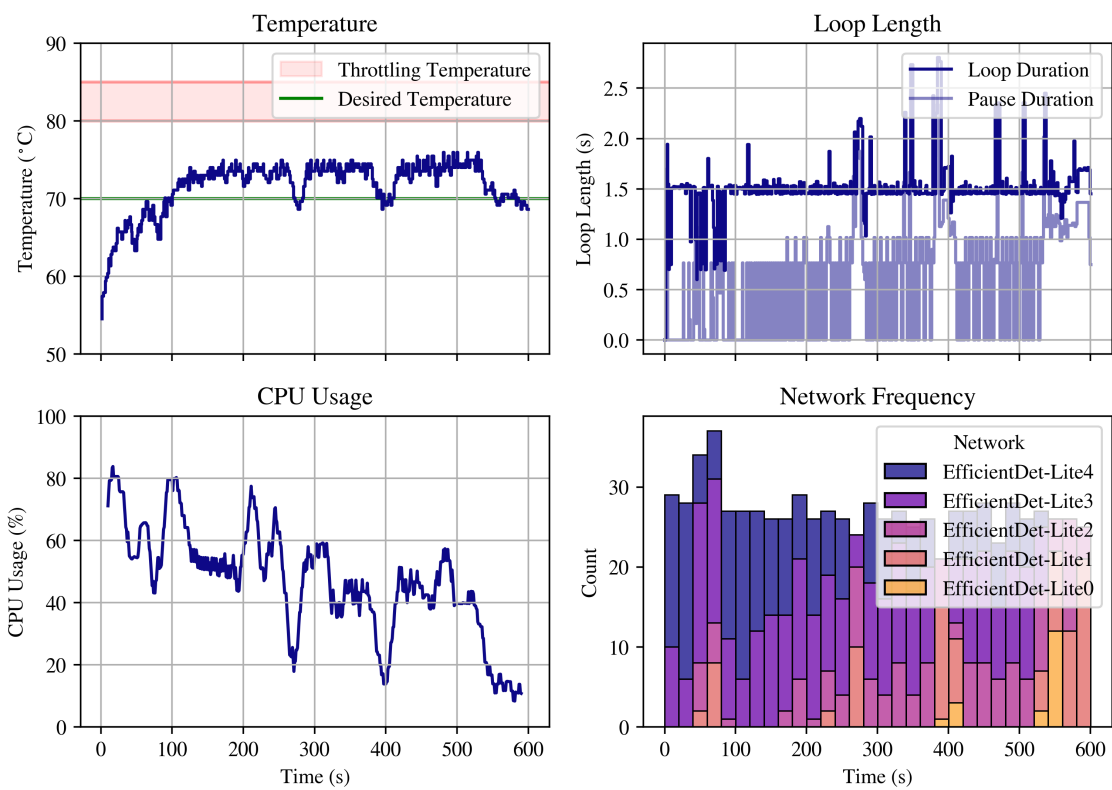 Temperature
Temperature (°C)
90
80
70
60
50
Throttling Temperature
Desired Temperature
Loop Length
Loop Length (s)
2.5
2.0
1.5
1.0
0.5
0.0
Loop Duration
Pause Duration
CPU Usage
CPU Usage (%)
100
80
60
40
20
0
0 100 200 300 400 500 600
Time (s)
Network Frequency
Count
30
20
10
0
Network
EfficientDet-Lite4
EfficientDet-Lite3
EfficientDet-Lite2
EfficientDet-Lite1
EfficientDet-Lite0
0 100 200 300 400 500 600
Time (s)